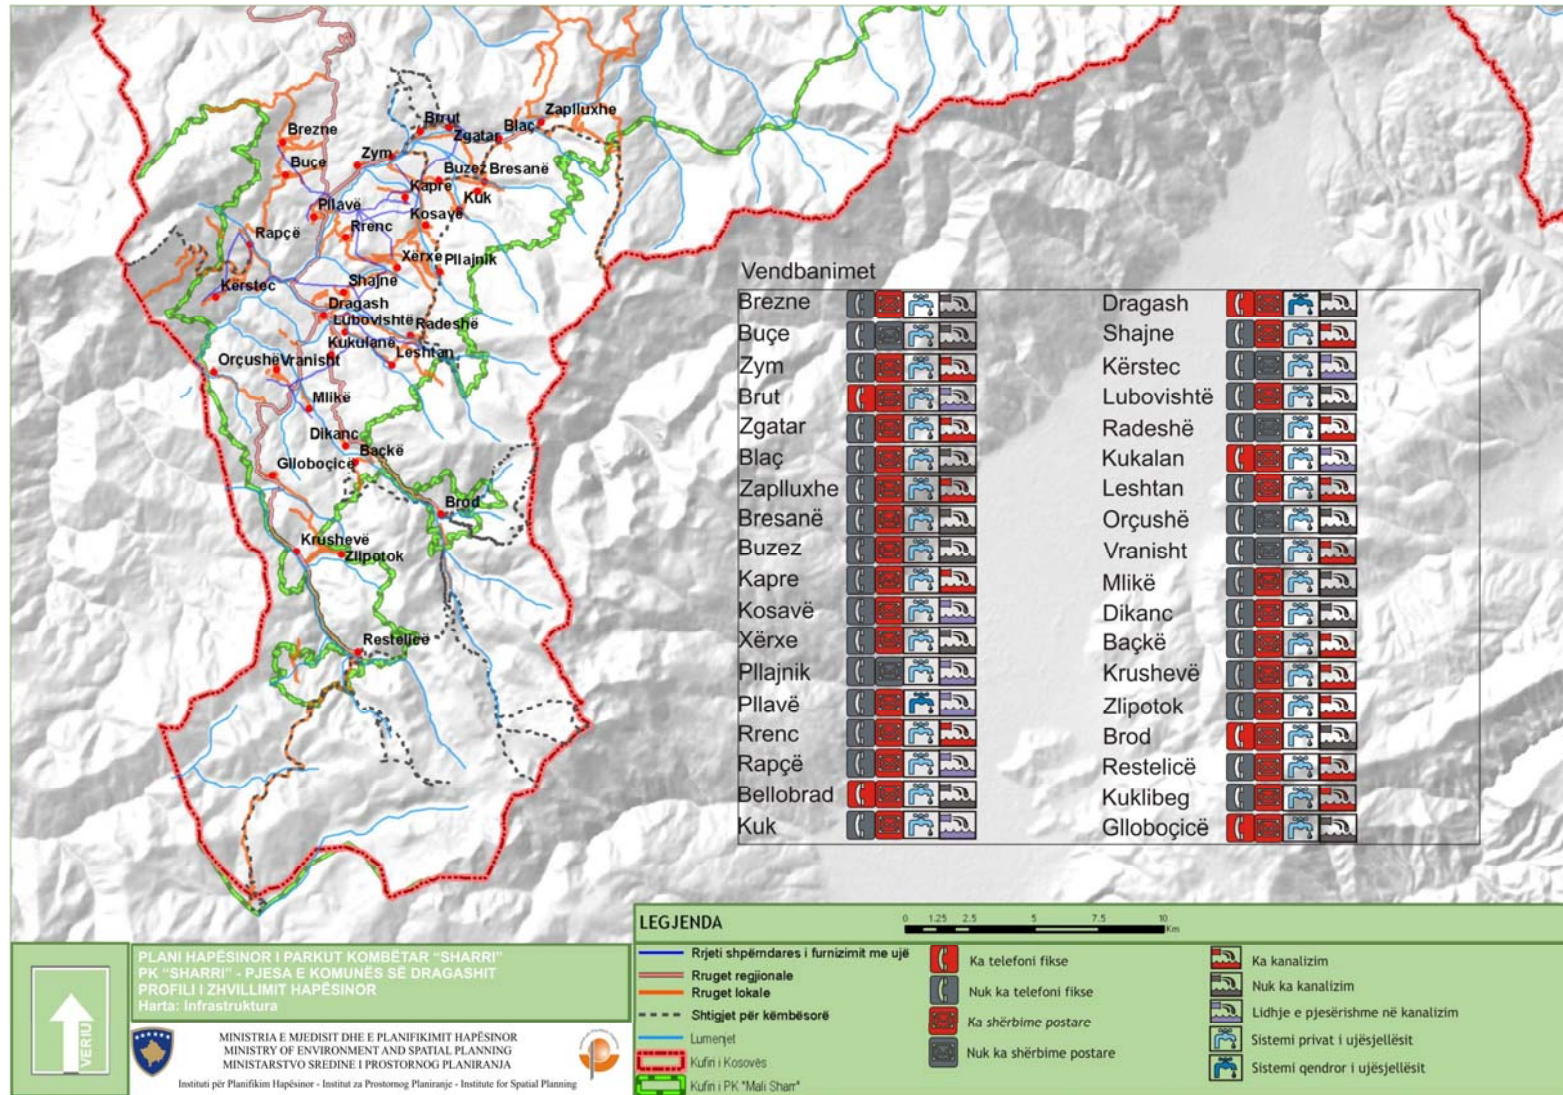 Brezne
Buçe
Zym
Brrut
Zgatar
Blaç
Zaplluxhe
Buzez
Bresanë
Kapre
Kuk
Pllavë
Kosavë
Rrenc
Rapçë
Xërxe
Pllajnik
Shajne
Kërstec
Dragash
Lubovishtë
Radeshë
Kukulanë
Leshtan
Orçushë
Vranisht
Mlikë
Dikanc
Baçkë
Glloboçicë
Brod
Krushevë
Zlipotok
Restelicë
Vendbanimet
Brezne
Buçe
Zym
Brut
Zgatar
Blaç
Zaplluxhe
Bresanë
Buzez
Kapre
Kosavë
Xërxe
Pllajnik
Pllavë
Rrenc
Rapçë
Bellobrad
Kuk
Dragash
Shajne
Kërstec
Lubovishtë
Radeshë
Kukalan
Leshtan
Orçushë
Vranisht
Mlikë
Dikanc
Baçkë
Krushevë
Zlipotok
Brod
Restelicë
Kuklibeg
Glloboçicë
LEGJENDA
0 1.25 2.5 5 7.5 10
Km
Rrjeti shpërndares i furnizimit me ujë
Rruget regjionale
Rruget lokale
Shtigjet për këmbësorë
Lumenjet
Kufiri i Kosovës
Kufiri i PK "Mali Sharr"
Ka telefoni fikse
Nuk ka telefoni fikse
Ka shërbime postare
Nuk ka shërbime postare
Ka kanalizim
Nuk ka kanalizim
Lidhje e pjesërishme në kanalizim
Sistemi privat i ujësjellësit
Sistemi qendror i ujësjellësit
VERIU
PLANI HAPËSINOR I PARKUT KOMBËTAR “SHARRI”
PK “SHARRI” - PJESA E KOMUNËS SË DRAGASHIT
PROFILI I ZHVILLIMIT HAPËSINOR
Harta: Infrastruktura
MINISTRIA E MJEDISIT DHE E PLANIFIKIMIT HAPËSINOR
MINISTRY OF ENVIRONMENT AND SPATIAL PLANNING
MINISTARSTVO SREDINE I PROSTORNOG PLANIRANJA
Instituti për Planifikim Hapësinor - Institut za Prostornog Planiranje - Institute for Spatial Planning